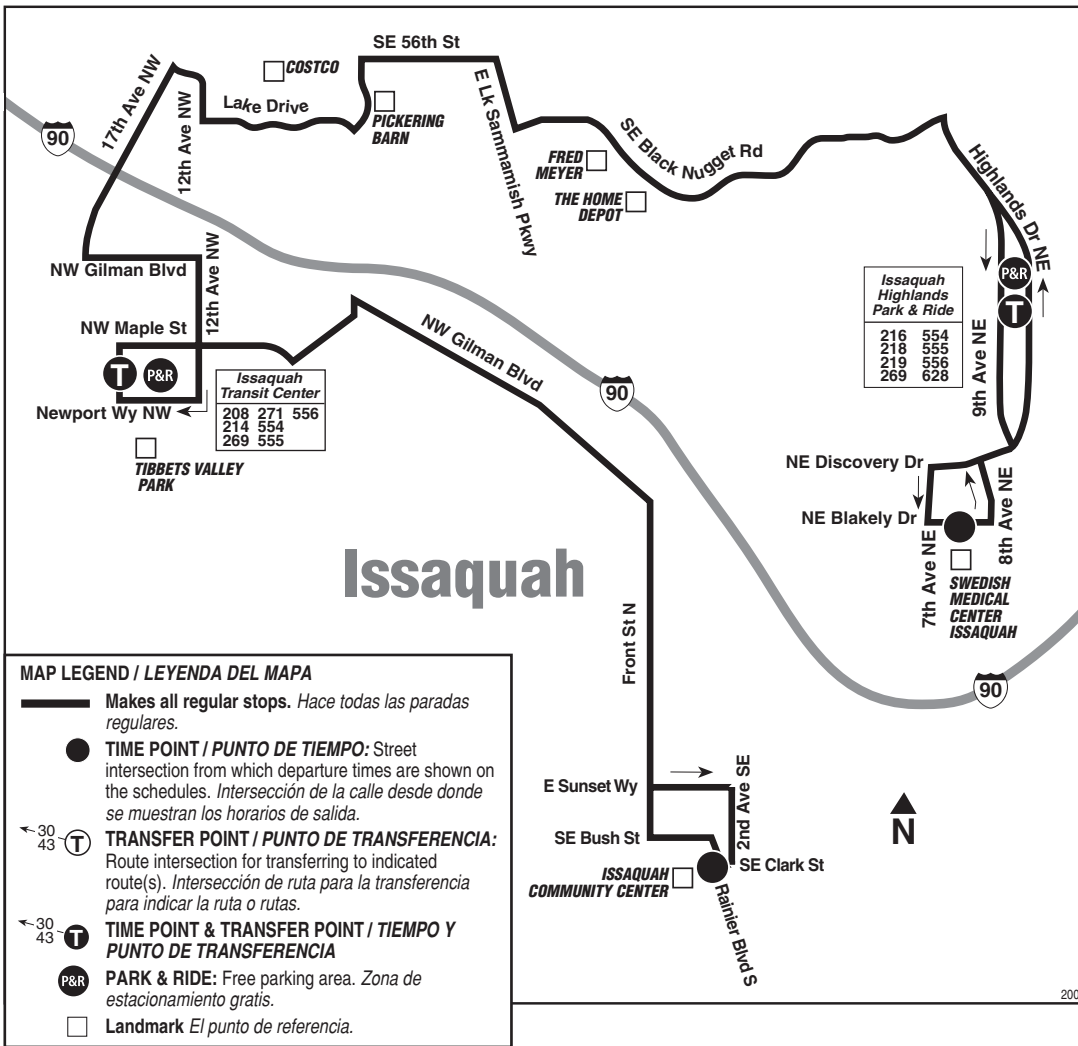 SE 56th St
COSTCO
17th Ave NW
12th Ave NW
Lake Drive
PICKERING
BARN
E Lk Sammamish Pkwy
90
FRED
MEYER
SE Black Nugget Rd
THE HOME
DEPOT
Highlands Dr NE
NW Gilman Blvd
12th Ave NW
P&R
T
Issaquah
Highlands
Park & Ride
216 554
218 555
219 556
269 628
9th Ave NE
NW Maple St
NW Gilman Blvd
T
P&R
Issaquah
Transit Center
208 271 556
214 554
269 555
90
Newport Wy NW
TIBBETS VALLEY
PARK
NE Discovery Dr
NE Blakely Dr
7th Ave NE
8th Ave NE
SWEDISH
MEDICAL
CENTER
ISSAQUAH
Issaquah
Front St N
90
E Sunset Wy
2nd Ave SE
SE Bush St
SE Clark St
ISSAQUAH
COMMUNITY CENTER
Rainier Blvd S
N
MAP LEGEND / LEYENDA DEL MAPA
Makes all regular stops. Hace todas las paradas
regulares.
TIME POINT / PUNTO DE TIEMPO: Street
intersection from which departure times are shown on
the schedules. Intersección de la calle desde donde
se muestran los horarios de salida.
30
43
T
TRANSFER POINT / PUNTO DE TRANSFERENCIA:
Route intersection for transferring to indicated
route(s). Intersección de ruta para la transferencia
para indicar la ruta o rutas.
30
43
T
TIME POINT & TRANSFER POINT / TIEMPO Y
PUNTO DE TRANSFERENCIA
P&R
PARK & RIDE: Free parking area. Zona de
estacionamiento gratis.
Landmark El punto de referencia.
200